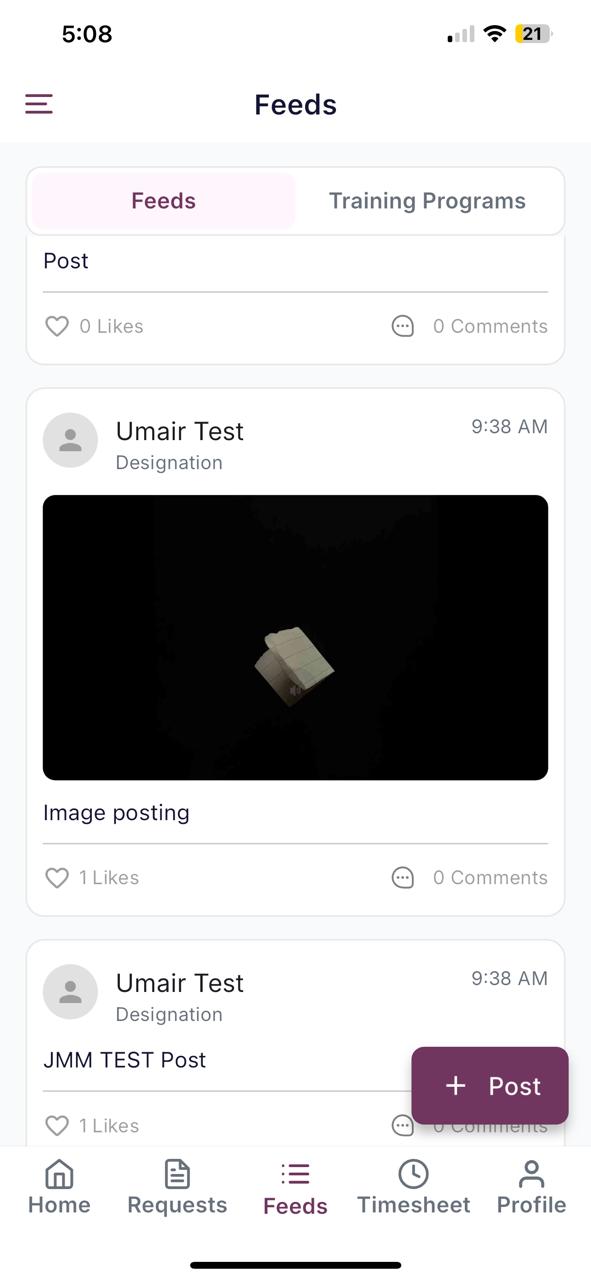 5:08
21
Feeds
Feeds Training Programs
Post
0 Likes 0 Comments
Umair Test 9:38 AM
Designation
Image posting
1 Likes 0 Comments
Umair Test 9:38 AM
Designation
JMM TEST Post
+ Post
1 Likes 0 Comments
Home Requests Feeds Timesheet Profile